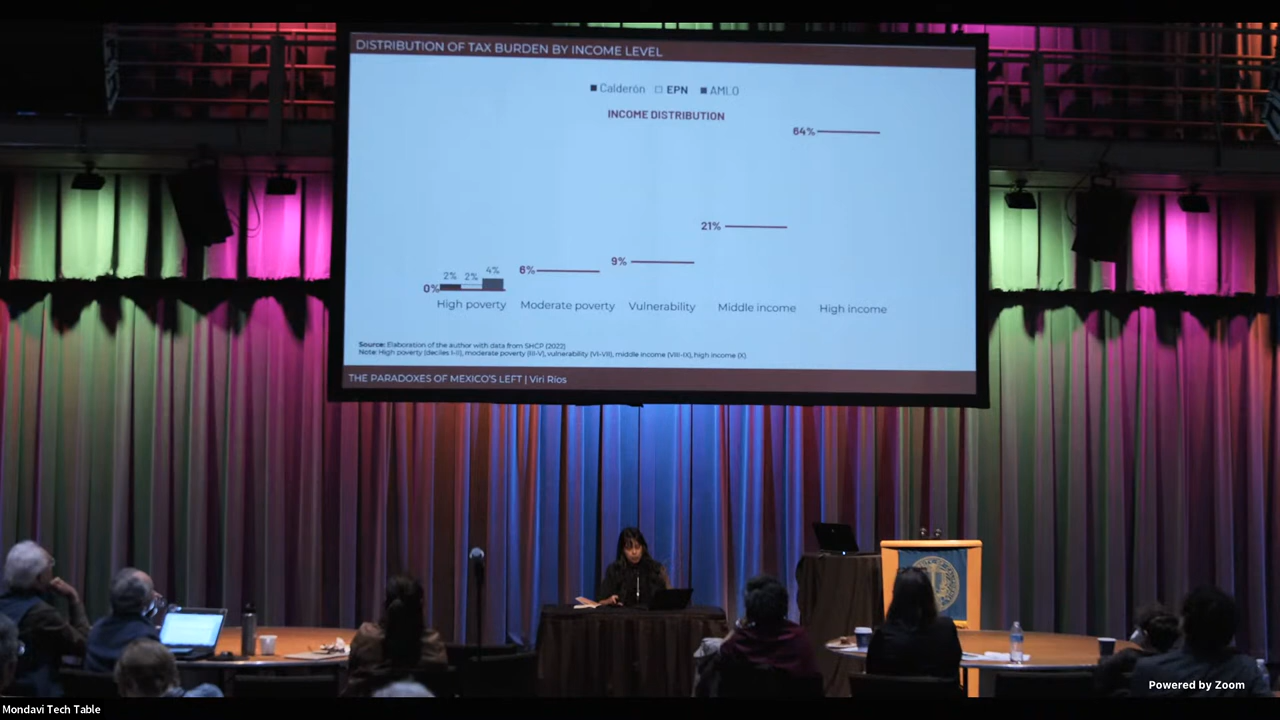 DISTRIBUTION OF TAX BURDEN BY INCOME LEVEL
Calderón EPN AMLO
INCOME DISTRIBUTION
64%
21%
9%
6%
2% 2% 4%
0%
High poverty Moderate poverty Vulnerability Middle income High income
Source: Elaboration of the author with data from SHCP (2022)
Note: High poverty (deciles I-II), moderate poverty (III-V), vulnerability (VI-VII), middle income (VIII-IX), high income (X)
THE PARADOXES OF MEXICO'S LEFT | Viri Ríos
Powered by Zoom
Mondavi Tech Table